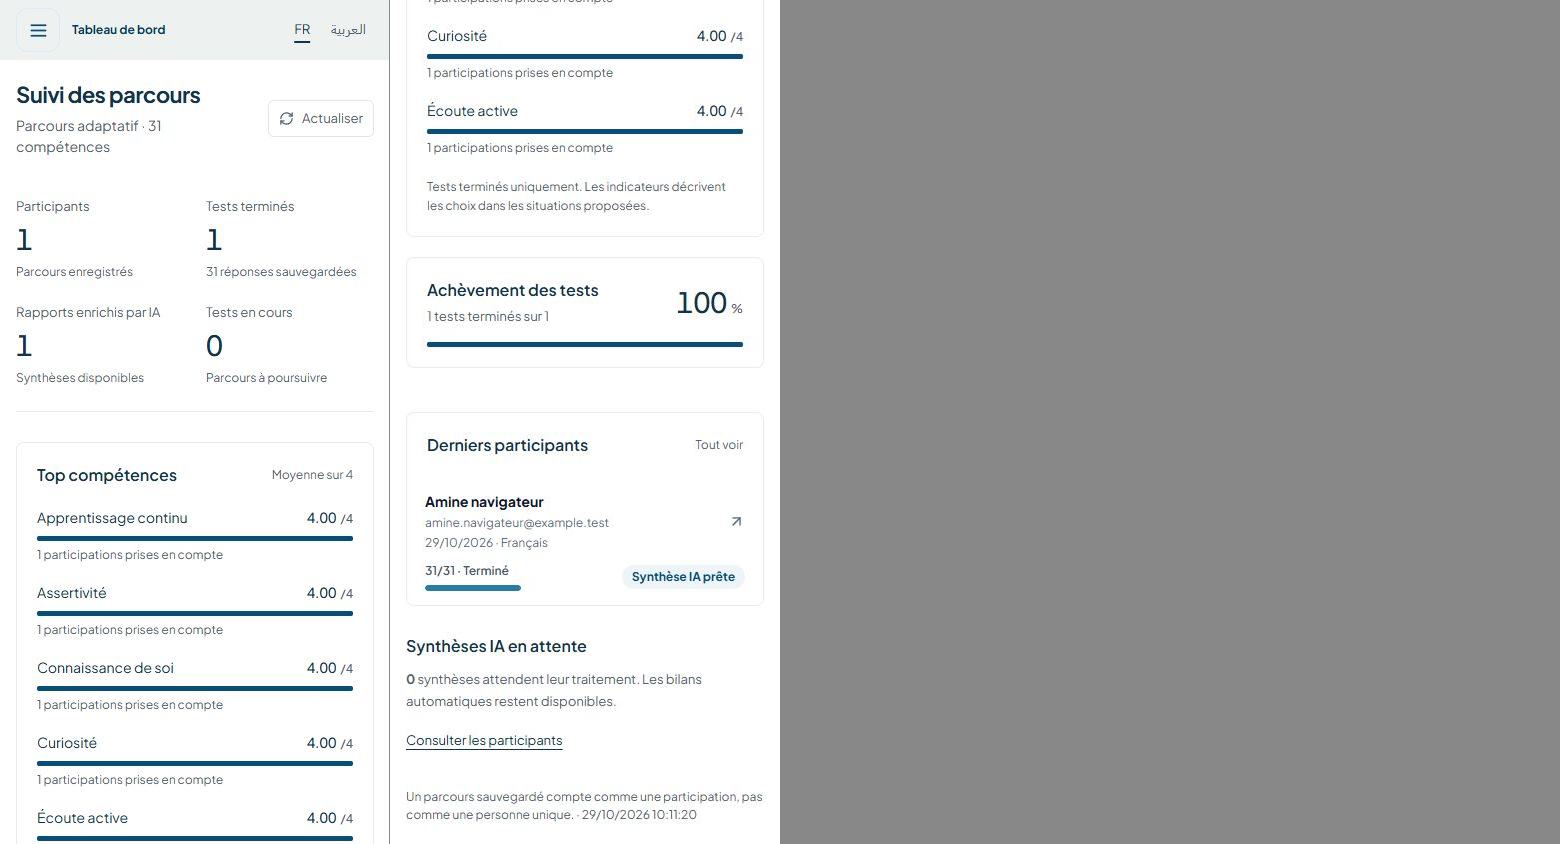 Tableau de bord
FR
العربية
Suivi des parcours
Parcours adaptatif · 31
compétences
Actualiser
Participants
1
Parcours enregistrés
Tests terminés
1
31 réponses sauvegardées
Rapports enrichis par IA
1
Synthèses disponibles
Tests en cours
0
Parcours à poursuivre
Top compétences
Moyenne sur 4
Apprentissage continu 4.00 /4
1 participations prises en compte
Assertivité 4.00 /4
1 participations prises en compte
Connaissance de soi 4.00 /4
1 participations prises en compte
Curiosité 4.00 /4
1 participations prises en compte
Écoute active 4.00 /4
1 participations prises en compte
Curiosité 4.00 /4
1 participations prises en compte
Écoute active 4.00 /4
1 participations prises en compte
Tests terminés uniquement. Les indicateurs décrivent
les choix dans les situations proposées.
Achèvement des tests
1 tests terminés sur 1
100 %
Derniers participants
Tout voir
Amine navigateur
amine.navigateur@example.test
29/10/2026 · Français
31/31 · Terminé
Synthèse IA prête
Synthèses IA en attente
0 synthèses attendent leur traitement. Les bilans
automatiques restent disponibles.
Consulter les participants
Un parcours sauvegardé compte comme une participation, pas
comme une personne unique. · 29/10/2026 10:11:20